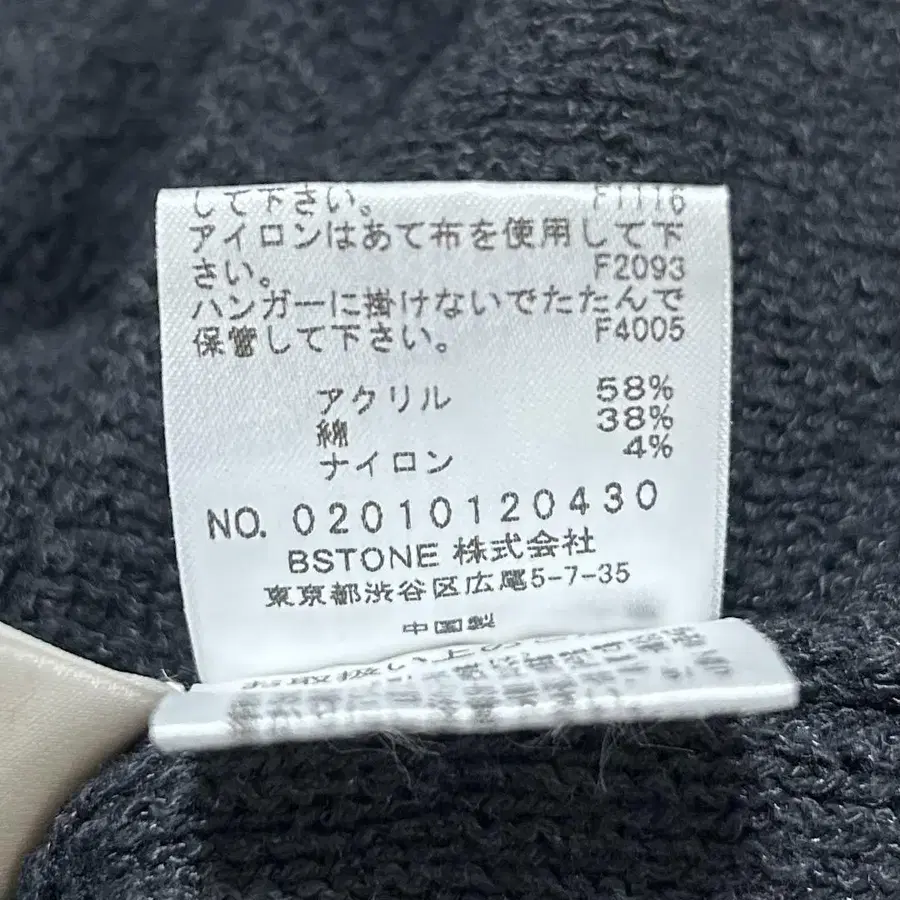 して下さい。 F1116
アイロンはあて布を使用して下
さい。 F2093
ハンガーに掛けないでたたんで
保管して下さい。 F4005
アクリル 58%
綿 38%
ナイロン 4%
NO. 02010120430
BSTONE 株式会社
東京都渋谷区広尾5-7-35
中国製